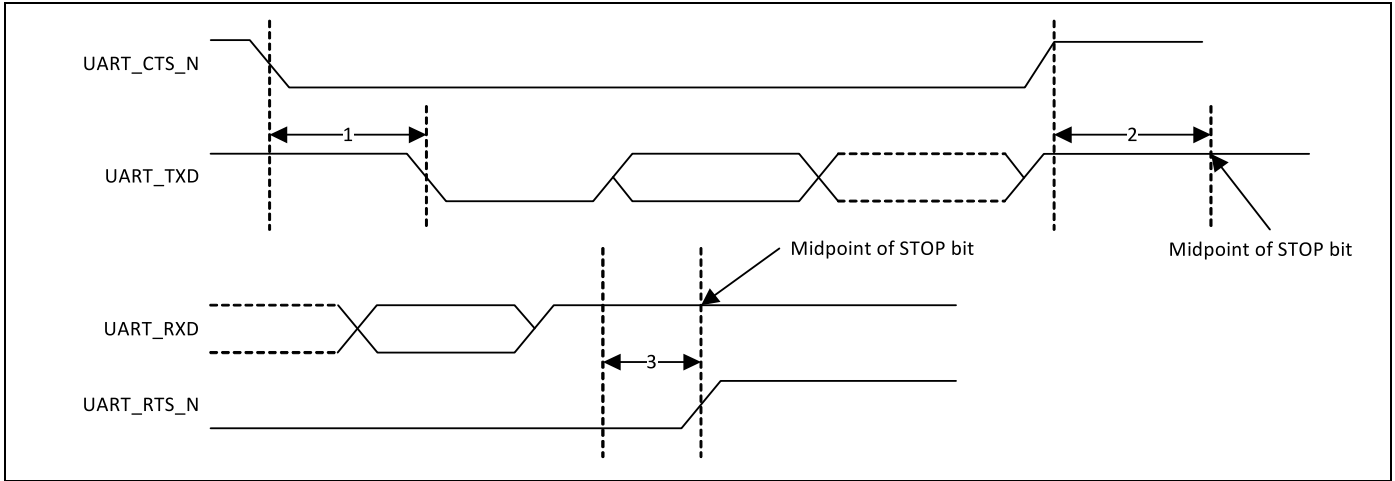 UART_CTS_N
1
2
UART_TXD
Midpoint of STOP bit
Midpoint of STOP bit
UART_RXD
3
UART_RTS_N